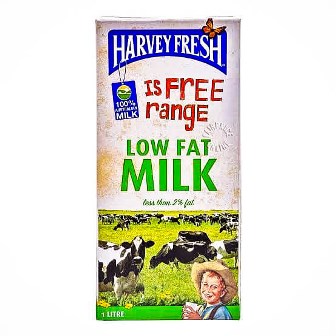 HARVEY FRESH
IS FREE
range
100%
AUSTRALIAN
MILK
LOW FAT
MILK
less than 2% fat
1 LITRE